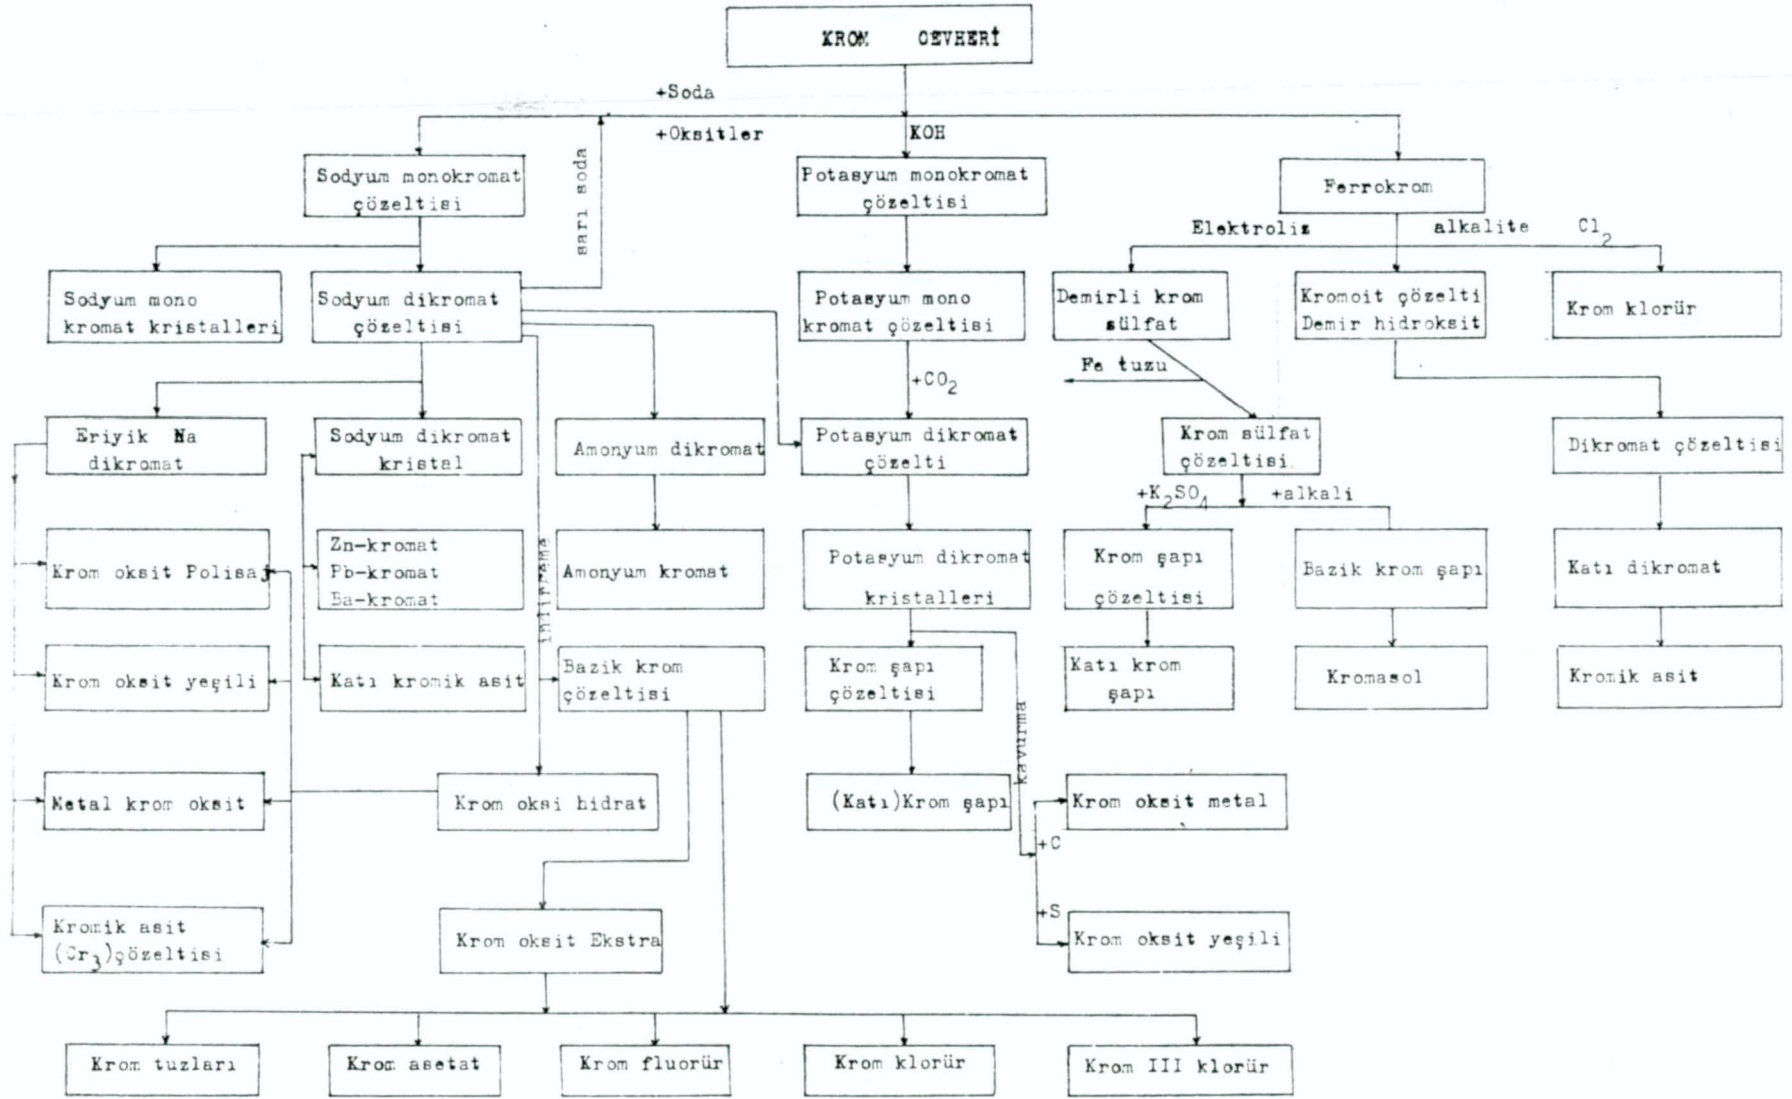 KROM CEVHERİ
+Soda
+Oksitler
KOH
sarı soda
Sodyum monokromat
çözeltisi
Potasyum monokromat
çözeltisi
Ferrokrom
Elektroliz
alkalite
Cl2
Sodyum mono
kromat kristalleri
Sodyum dikromat
çözeltisi
Potasyum mono
kromat çözeltisi
Demirli krom
sülfat
Kromoit çözelti
Demir hidroksit
Krom klorür
Fe tuzu
+CO2
Eriyik Na
dikromat
Sodyum dikromat
kristal
Amonyum dikromat
Potasyum dikromat
çözelti
Krom sülfat
çözeltisi
Dikromat çözeltisi
+K2SO4
+alkali
Krom oksit Polisaj
Zn-kromat
Pb-kromat
Ba-kromat
indirgeme
Amonyum kromat
Potasyum dikromat
kristalleri
Krom şapı
çözeltisi
Bazik krom şapı
Katı dikromat
Krom oksit yeşili
Katı kromik asit
Bazik krom
çözeltisi
Krom şapı
çözeltisi
Katı krom
şapı
Kromasol
Kromik asit
kavurma
Metal krom oksit
Krom oksi hidrat
(Katı)Krom şapı
Krom oksit metal
+C
+S
Kromik asit
(Cr3)çözeltisi
Krom oksit Ekstra
Krom oksit yeşili
Krom tuzları
Krom asetat
Krom fluorür
Krom klorür
Krom III klorür